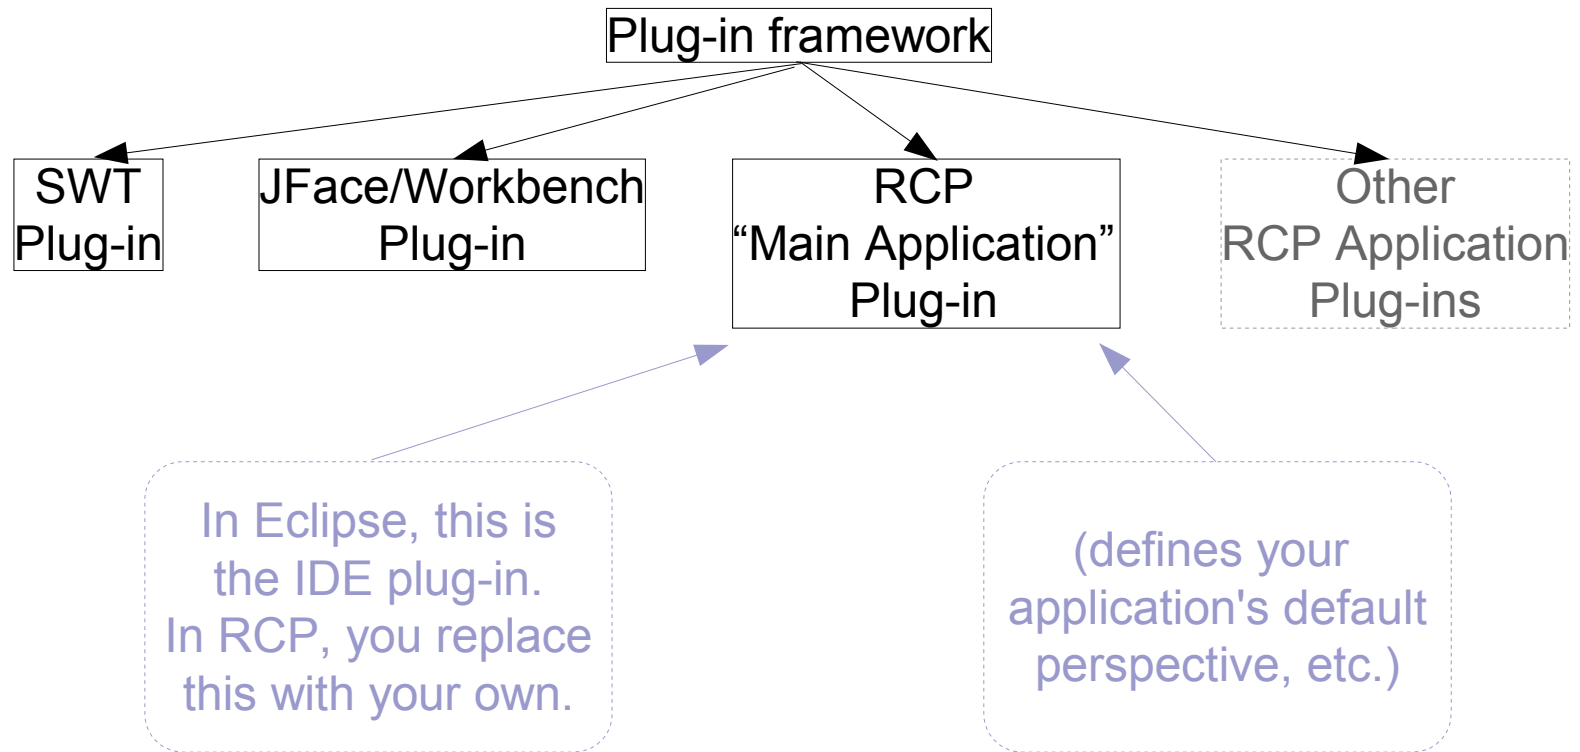 Plug-in framework
SWT
Plug-in
JFace/Workbench
Plug-in
RCP
“Main Application”
Plug-in
Other
RCP Application
Plug-ins
In Eclipse, this is
the IDE plug-in.
In RCP, you replace
this with your own.
(defines your
application's default
perspective, etc.)